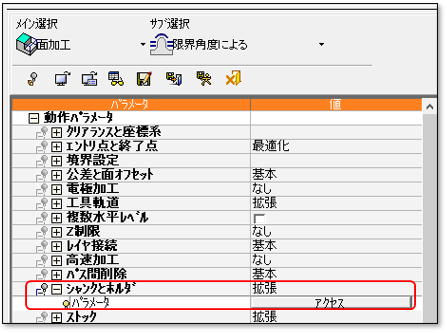 メイン選択 サブ選択
面加工 限界角度による
パラメータ 値
動作パラメータ
クリアランスと座標系
エントリ点と終了点 最適化
境界設定
公差と面オフセット 基本
電極加工 なし
工具軌道 拡張
複数水平レベル
Z制限 なし
レイヤ接続 基本
高速加工 なし
パス間削除 基本
シャンクとホルダ 拡張
パラメータ アクセス
ストック 拡張